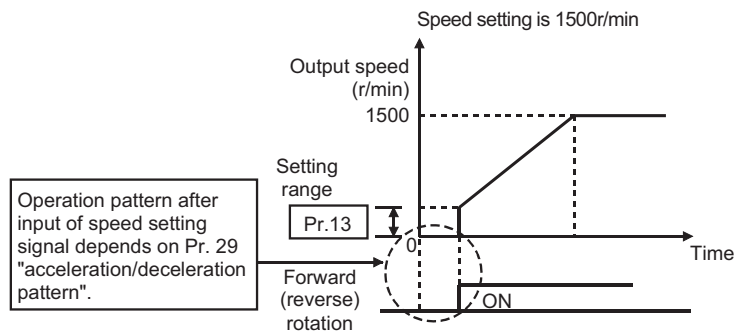 Speed setting is 1500r/min
Output speed
(r/min)
1500
Setting
range
Pr.13
0
Time
Operation pattern after
input of speed setting
signal depends on Pr. 29
"acceleration/deceleration
pattern".
Forward
(reverse)
rotation
ON